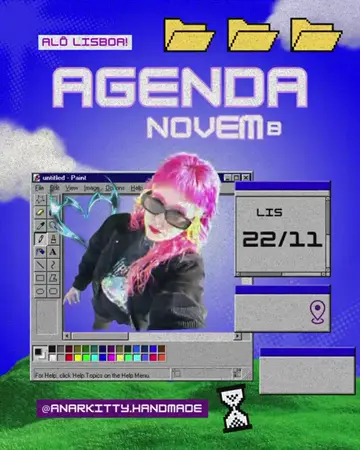 ALÔ LISBOA!
AGENDA
NOVEMB
untitled - Paint
File Edit View Image Options Help
LIS
22/11
A
For Help, click Help Topics on the Help Menu.
@ANARKITTY.HANDMADE